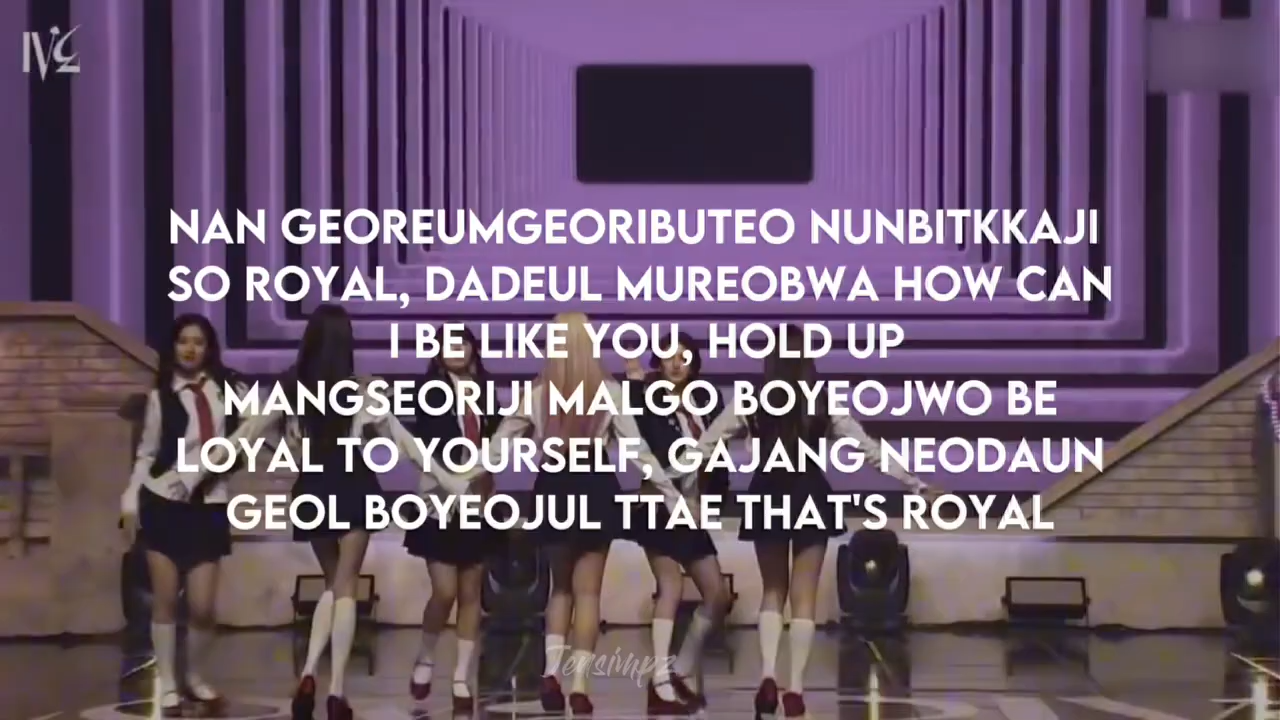 IVE
NAN GEOREUMGEORIBUTEO NUNBITKKAJI
SO ROYAL, DADEUL MUREOBWA HOW CAN
I BE LIKE YOU, HOLD UP
MANGSEORIJI MALGO BOYEOJWO BE
LOYAL TO YOURSELF, GAJANG NEODAUN
GEOL BOYEOJUL TTAE THAT'S ROYAL
Jensimpz